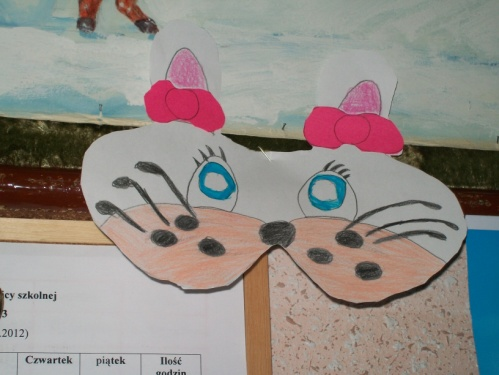 cy szkolnej
3
.2012)
Czwartek piątek Ilość
godzin